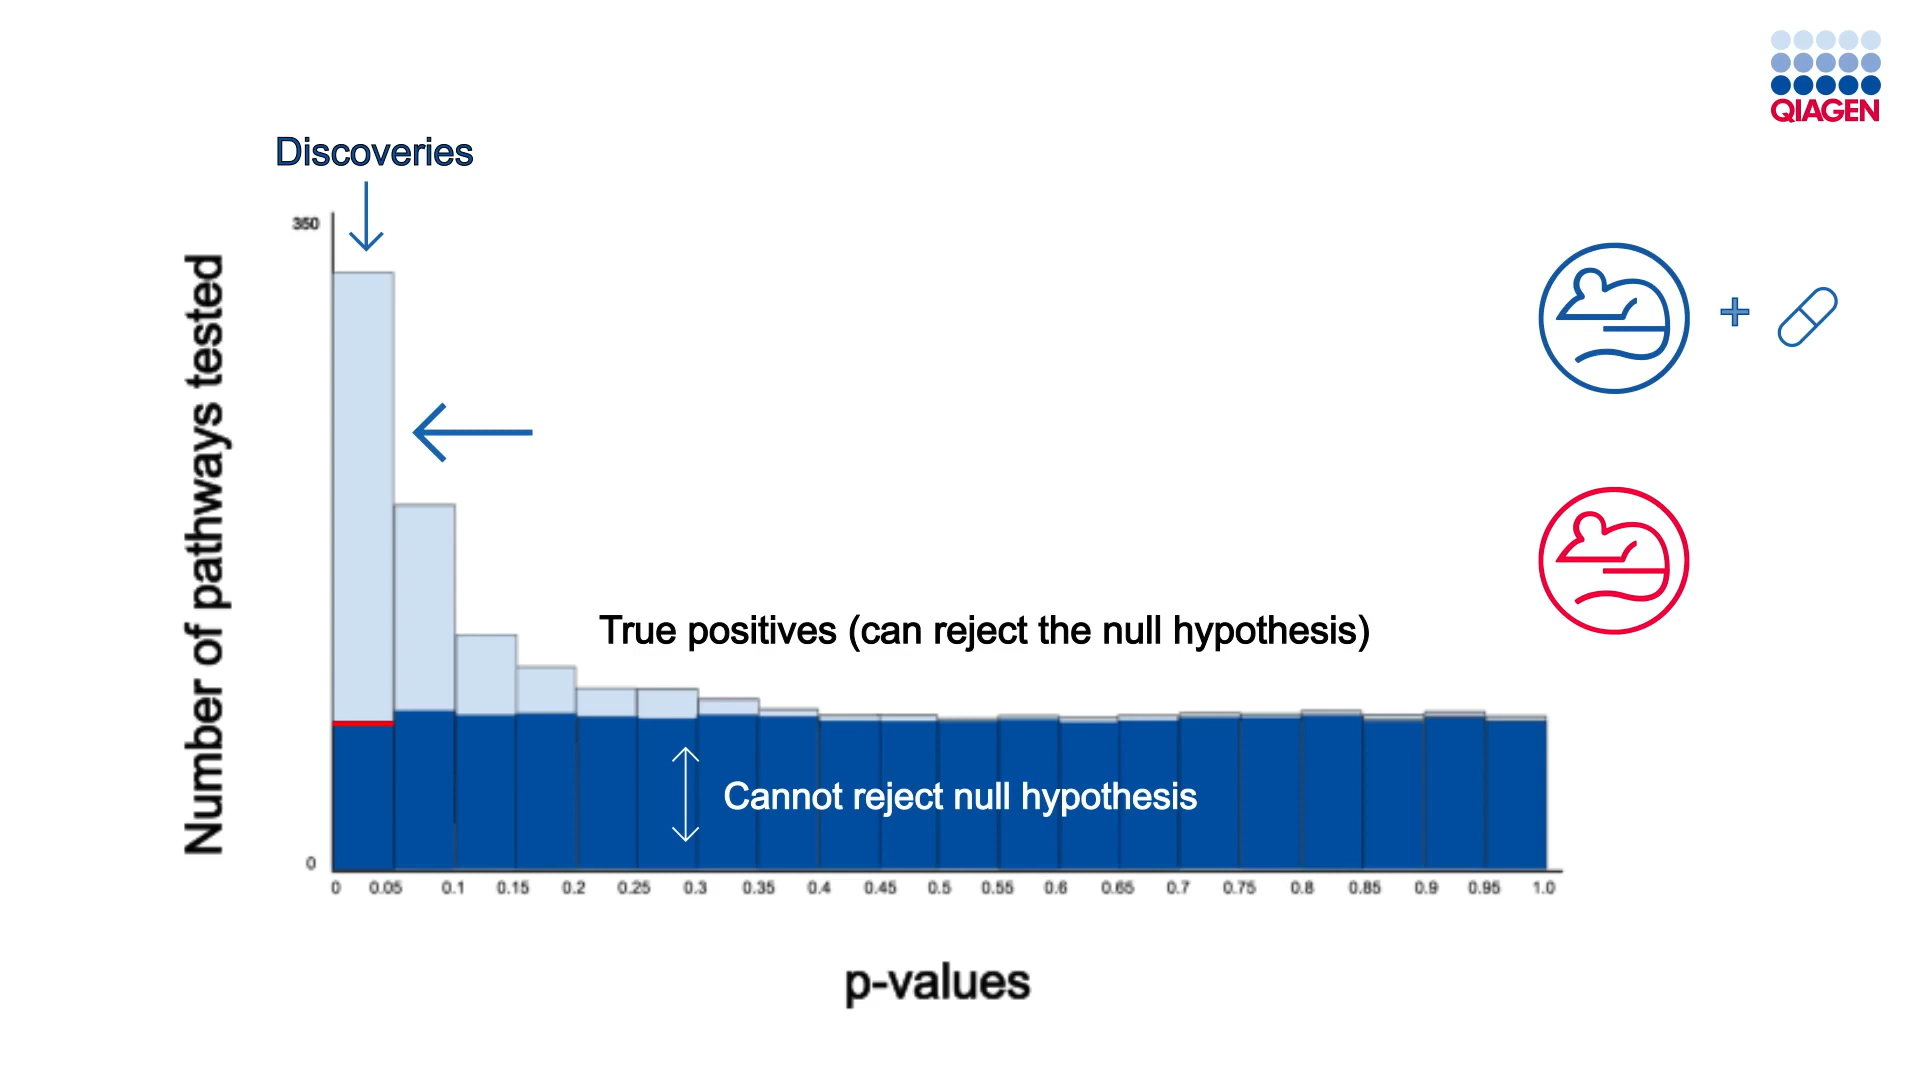 QIAGEN
Discoveries
350
Number of pathways tested
True positives (can reject the null hypothesis)
Cannot reject null hypothesis
0
0 0.05 0.1 0.15 0.2 0.25 0.3 0.35 0.4 0.45 0.5 0.55 0.6 0.65 0.7 0.75 0.8 0.85 0.9 0.95 1.0
p-values